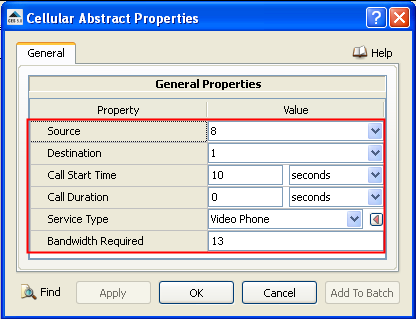 Cellular Abstract Properties
General
Help
General Properties
Property Value
Source 8
Destination 1
Call Start Time 10 seconds
Call Duration 0 seconds
Service Type Video Phone
Bandwidth Required 13
Find Apply OK Cancel Add To Batch